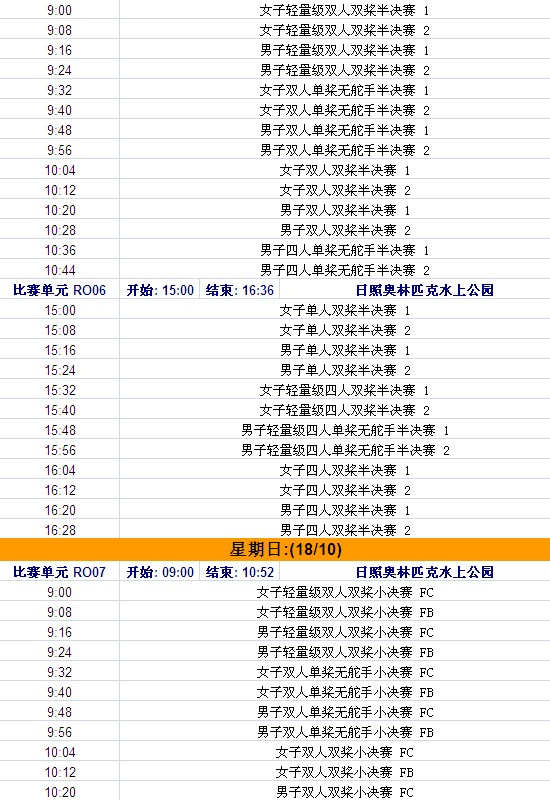 9:00 女子轻量级双人双桨半决赛 1
9:08 女子轻量级双人双桨半决赛 2
9:16 男子轻量级双人双桨半决赛 1
9:24 男子轻量级双人双桨半决赛 2
9:32 女子双人单桨无舵手半决赛 1
9:40 女子双人单桨无舵手半决赛 2
9:48 男子双人单桨无舵手半决赛 1
9:56 男子双人单桨无舵手半决赛 2
10:04 女子双人双桨半决赛 1
10:12 女子双人双桨半决赛 2
10:20 男子双人双桨半决赛 1
10:28 男子双人双桨半决赛 2
10:36 男子四人单桨无舵手半决赛 1
10:44 男子四人单桨无舵手半决赛 2
比赛单元 RO06 开始: 15:00 结束: 16:36 日照奥林匹克水上公园
15:00 女子单人双桨半决赛 1
15:08 女子单人双桨半决赛 2
15:16 男子单人双桨半决赛 1
15:24 男子单人双桨半决赛 2
15:32 女子轻量级四人双桨半决赛 1
15:40 女子轻量级四人双桨半决赛 2
15:48 男子轻量级四人单桨无舵手半决赛 1
15:56 男子轻量级四人单桨无舵手半决赛 2
16:04 女子四人双桨半决赛 1
16:12 女子四人双桨半决赛 2
16:20 男子四人双桨半决赛 1
16:28 男子四人双桨半决赛 2
星期日:(18/10)
比赛单元 RO07 开始: 09:00 结束: 10:52 日照奥林匹克水上公园
9:00 女子轻量级双人双桨小决赛 FC
9:08 女子轻量级双人双桨小决赛 FB
9:16 男子轻量级双人双桨小决赛 FC
9:24 男子轻量级双人双桨小决赛 FB
9:32 女子双人单桨无舵手小决赛 FC
9:40 女子双人单桨无舵手小决赛 FB
9:48 男子双人单桨无舵手小决赛 FC
9:56 男子双人单桨无舵手小决赛 FB
10:04 女子双人双桨小决赛 FC
10:12 女子双人双桨小决赛 FB
10:20 男子双人双桨小决赛 FC